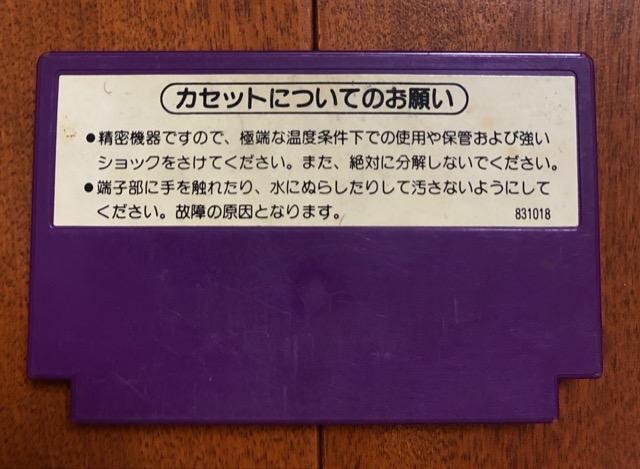 カセットについてのお願い
●精密機器ですので、極端な温度条件下での使用や保管および強い
ショックをさけてください。また、絶対に分解しないでください。
●端子部に手を触れたり、水にぬらしたりして汚さないようにして
ください。故障の原因となります。
831018